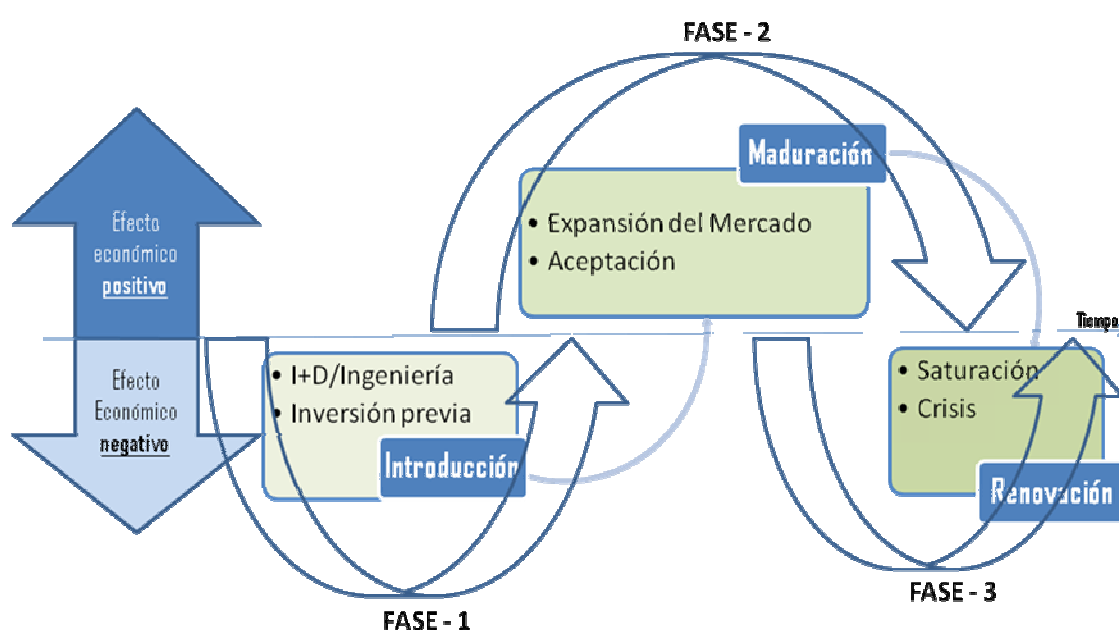 FASE - 2
Maduración
• Expansión del Mercado
• Aceptación
Efecto
económico
positivo
Tiempo
Efecto
Económico
negativo
• I+D/Ingeniería
• Inversión previa
Introducción
• Saturación
• Crisis
Renovación
FASE - 3
FASE - 1